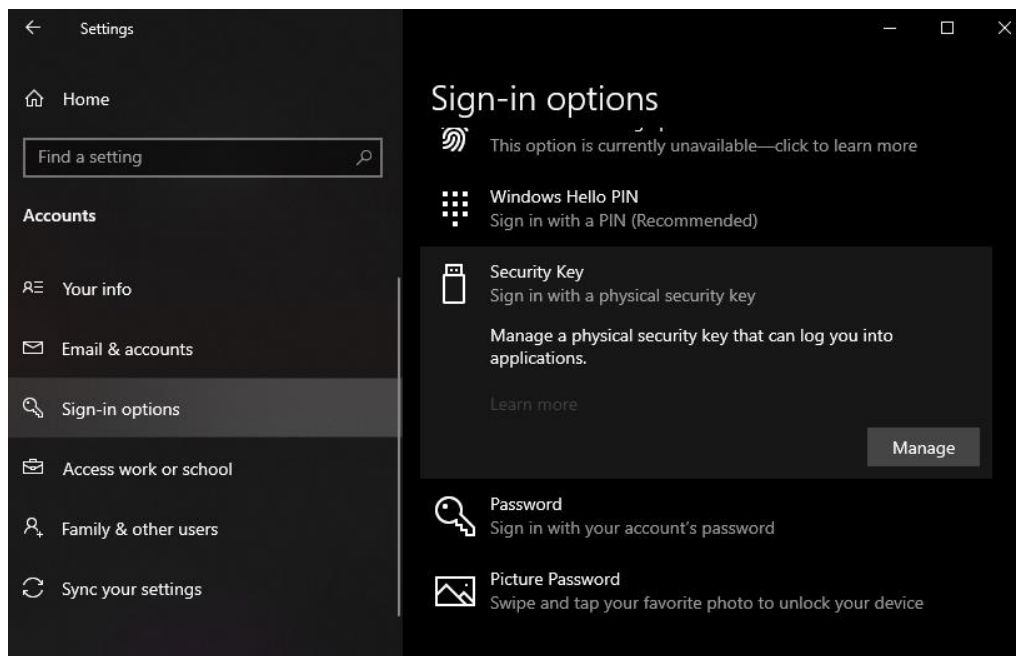 Settings
Home
Find a setting
Accounts
Your info
Email & accounts
Sign-in options
Access work or school
Family & other users
Sync your settings
Sign-in options
This option is currently unavailable—click to learn more
Windows Hello PIN
Sign in with a PIN (Recommended)
Security Key
Sign in with a physical security key
Manage a physical security key that can log you into
applications.
Learn more
Manage
Password
Sign in with your account's password
Picture Password
Swipe and tap your favorite photo to unlock your device